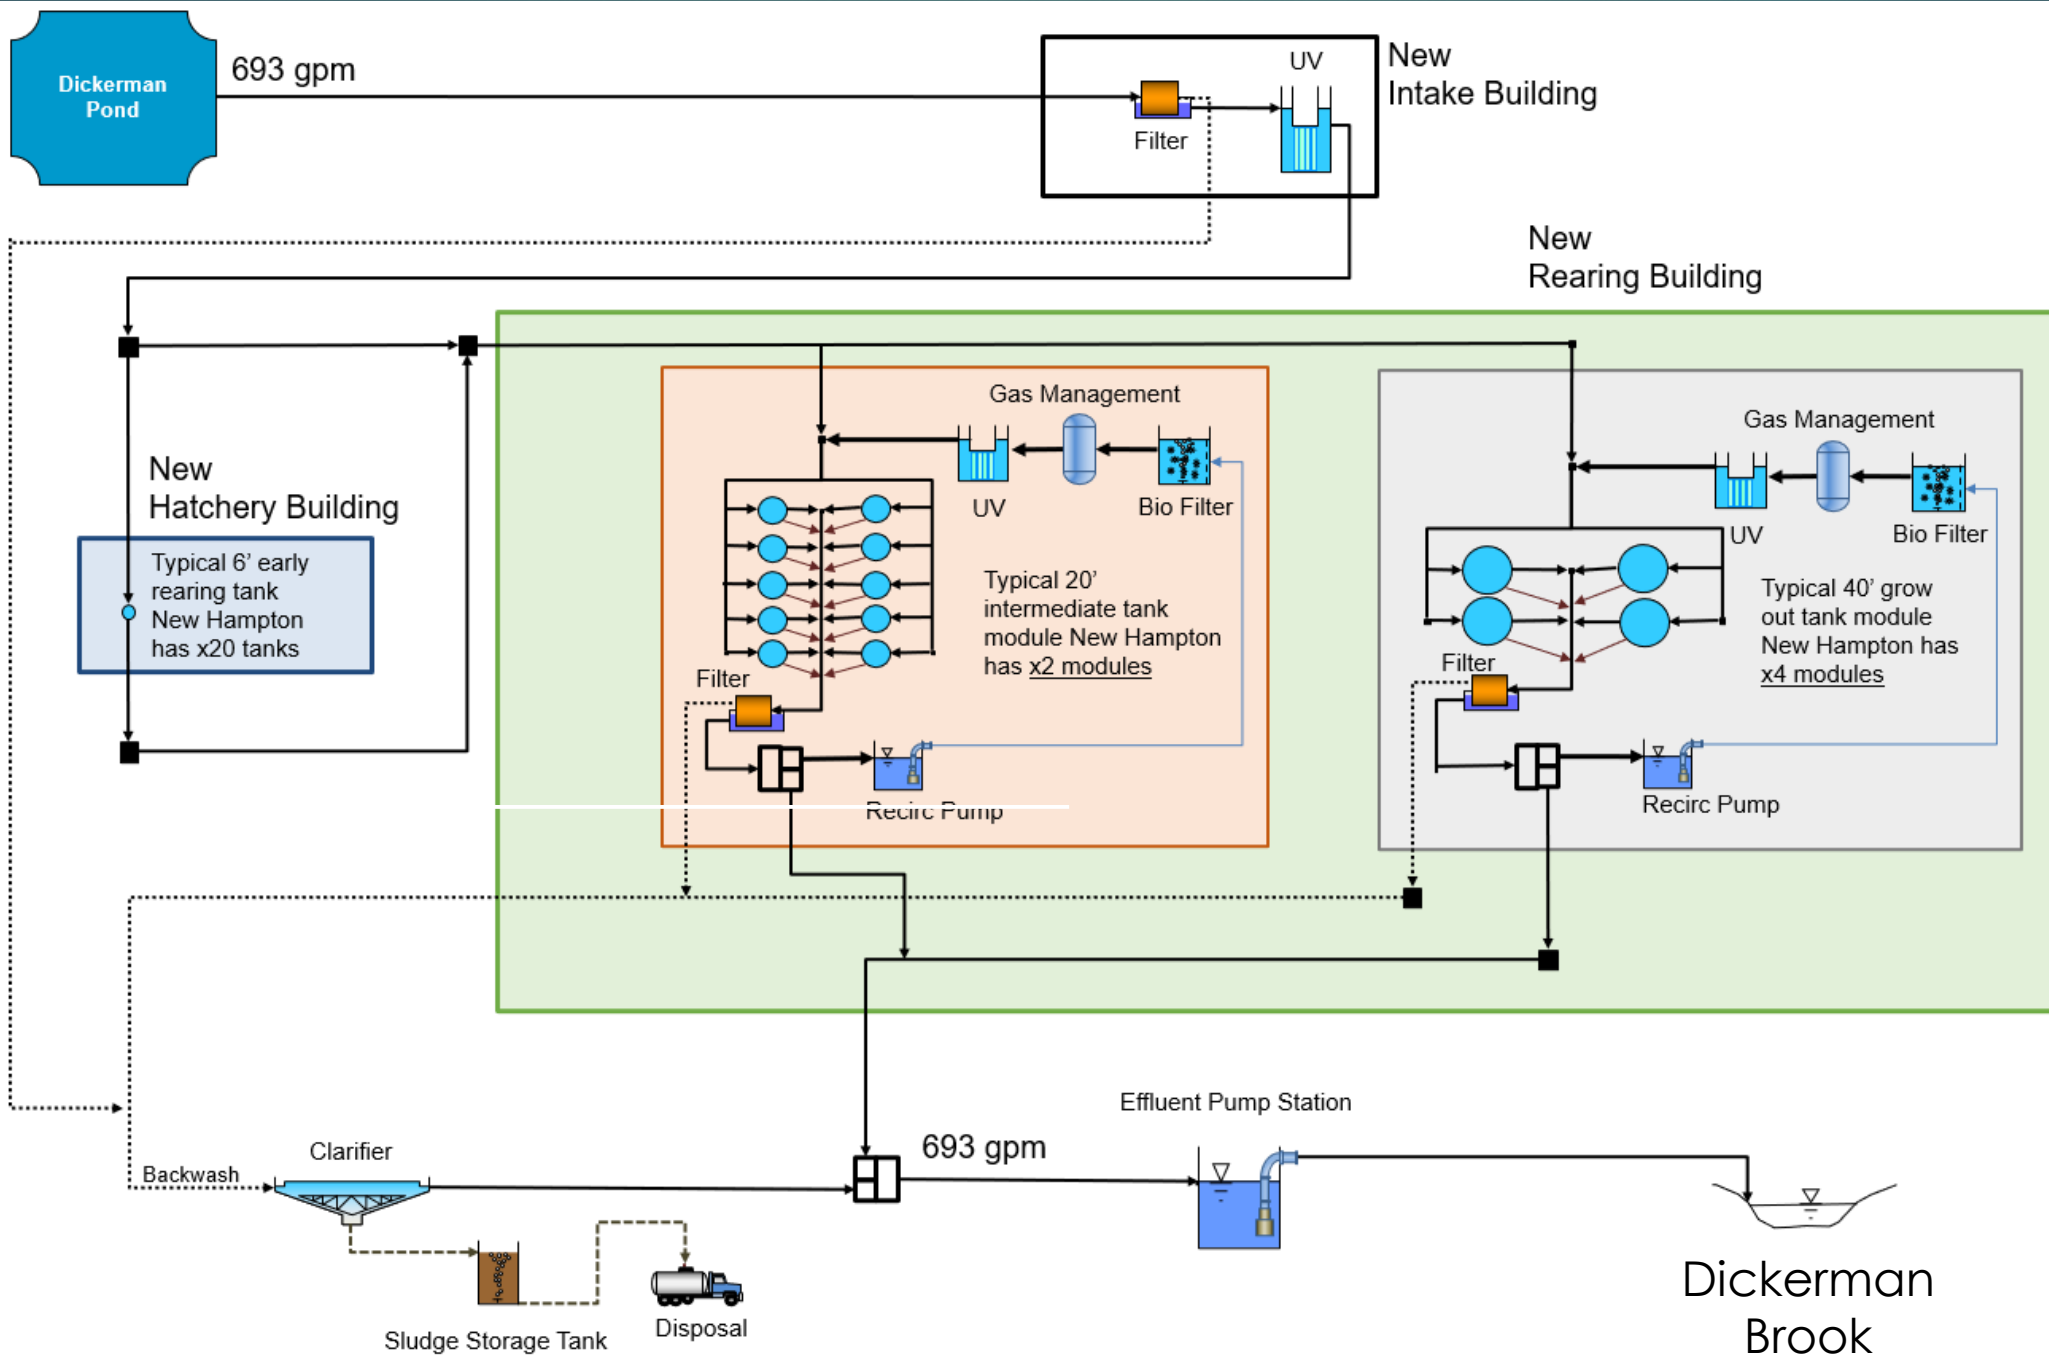 Dickerman
Pond
693 gpm
UV
Filter
New
Intake Building
New
Rearing Building
New
Hatchery Building
Typical 6’ early
rearing tank
New Hampton
has x20 tanks
Gas Management
UV
Bio Filter
Typical 20’
intermediate tank
module New Hampton
has x2 modules
Filter
Recirc Pump
Gas Management
UV
Bio Filter
Typical 40’ grow
out tank module
New Hampton has
x4 modules
Filter
Recirc Pump
Backwash
Clarifier
693 gpm
Effluent Pump Station
Sludge Storage Tank
Disposal
Dickerman
Brook